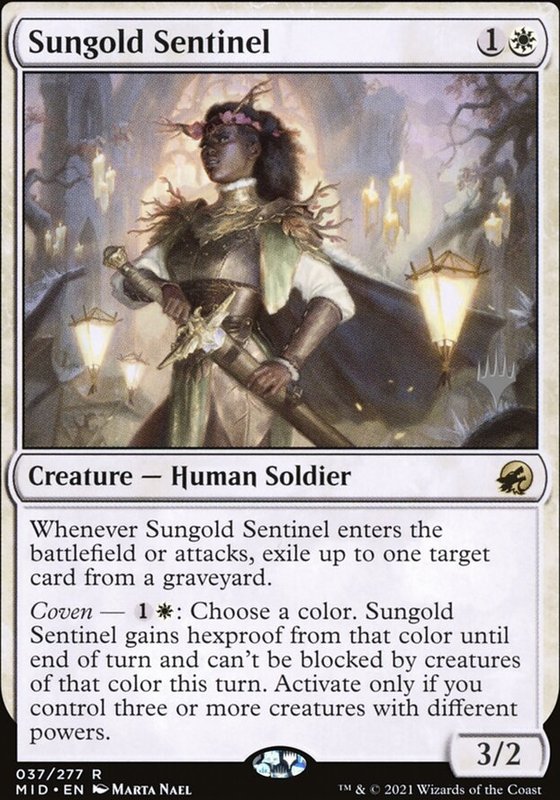 Sungold Sentinel 1
Creature — Human Soldier
Whenever Sungold Sentinel enters the
battlefield or attacks, exile up to one target
card from a graveyard.
Coven — 1: Choose a color. Sungold
Sentinel gains hexproof from that color until
end of turn and can't be blocked by creatures
of that color this turn. Activate only if you
control three or more creatures with different
powers.
3/2
037/277 R
MID • EN Marta Nael
™ & © 2021 Wizards of the Coast